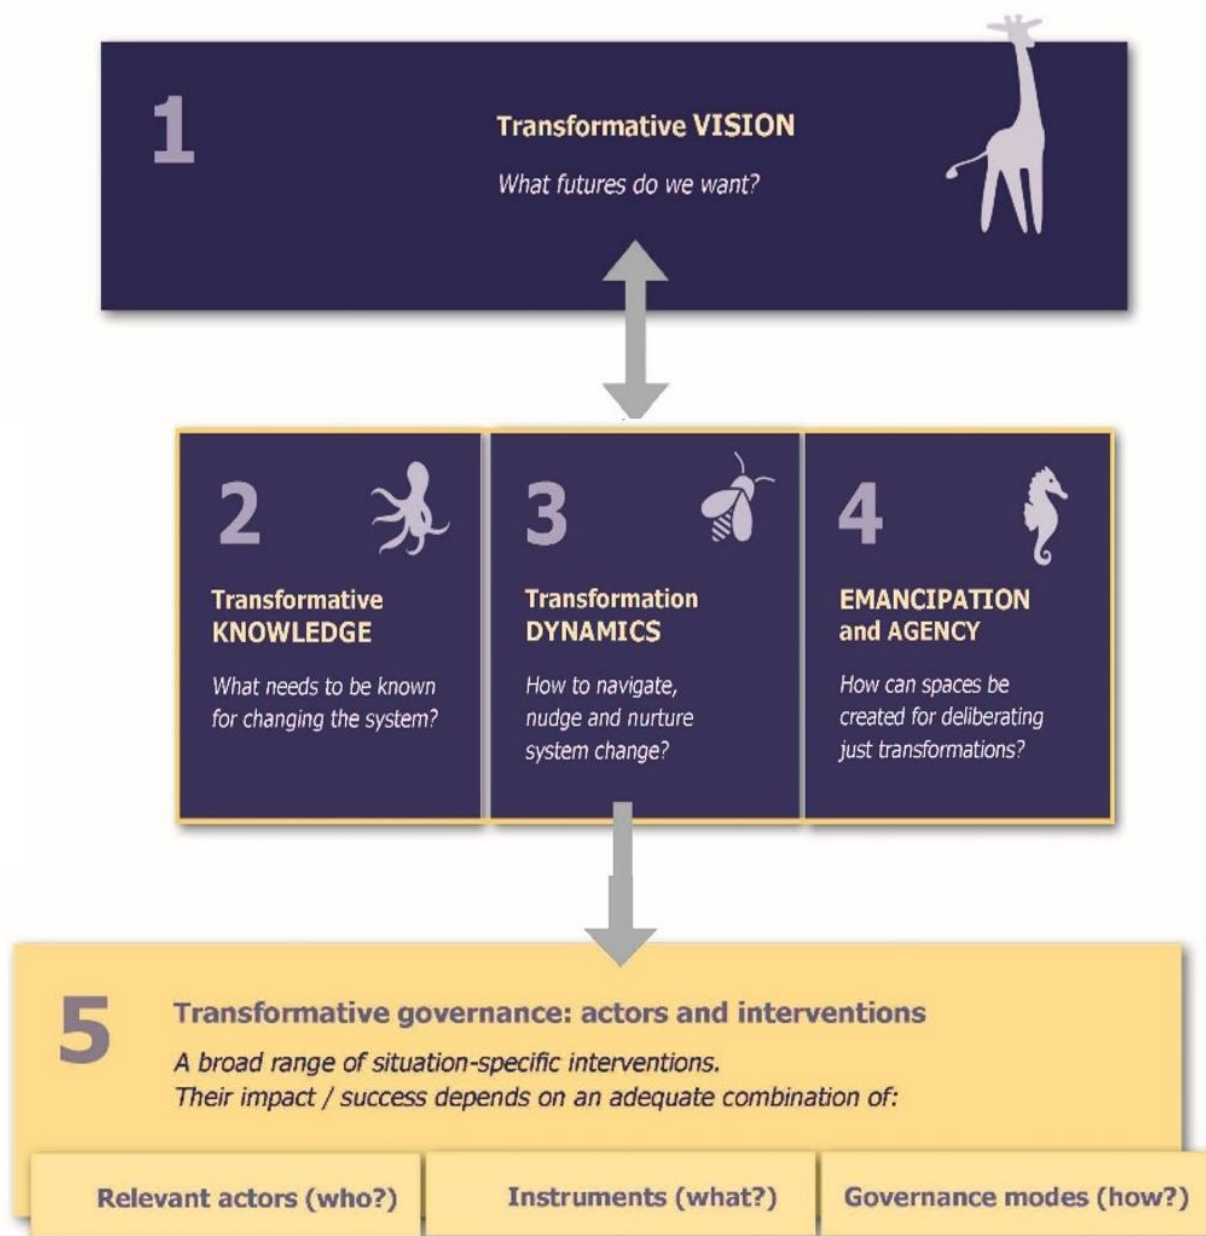 1
Transformative VISION
What futures do we want?
2
Transformative
KNOWLEDGE
What needs to be known
for changing the system?
3
Transformation
DYNAMICS
How to navigate,
nudge and nurture
system change?
4
EMANCIPATION
and AGENCY
How can spaces be
created for deliberating
just transformations?
5
Transformative governance: actors and interventions
A broad range of situation-specific interventions.
Their impact / success depends on an adequate combination of:
Relevant actors (who?)
Instruments (what?)
Governance modes (how?)